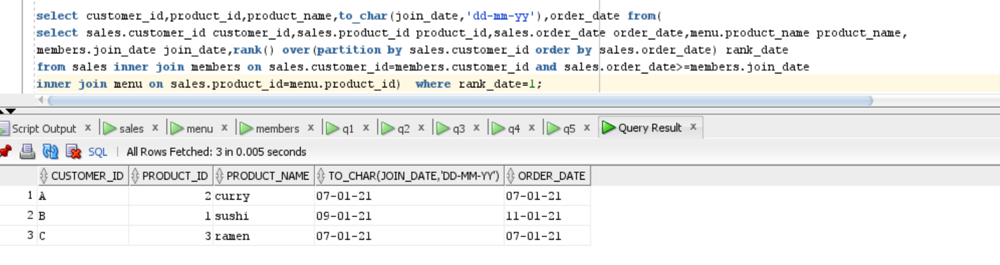 select customer_id,product_id,product_name,to_char(join_date,'dd-mm-yy'),order_date from(
select sales.customer_id customer_id,sales.product_id product_id,sales.order_date order_date,menu.product_name product_name,
members.join_date join_date,rank() over(partition by sales.customer_id order by sales.order_date) rank_date
from sales inner join members on sales.customer_id=members.customer_id and sales.order_date>=members.join_date
inner join menu on sales.product_id=menu.product_id)  where rank_date=1;
Script Output x sales x menu x members x q1 x q2 x q3 x q4 x q5 x Query Result x
SQL | All Rows Fetched: 3 in 0.005 seconds
CUSTOMER_ID PRODUCT_ID PRODUCT_NAME TO_CHAR(JOIN_DATE,'DD-MM-YY') ORDER_DATE
1 A 2 curry 07-01-21 07-01-21
2 B 1 sushi 09-01-21 11-01-21
3 C 3 ramen 07-01-21 07-01-21